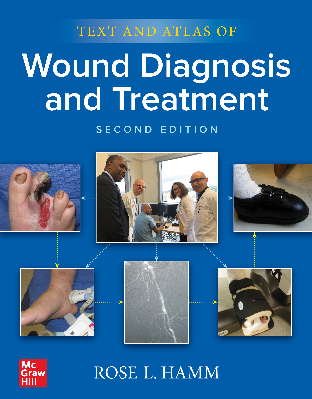 TEXT AND ATLAS OF
Wound Diagnosis
and Treatment
SECOND EDITION
Mc
Graw
Hill
ROSE L. HAMM